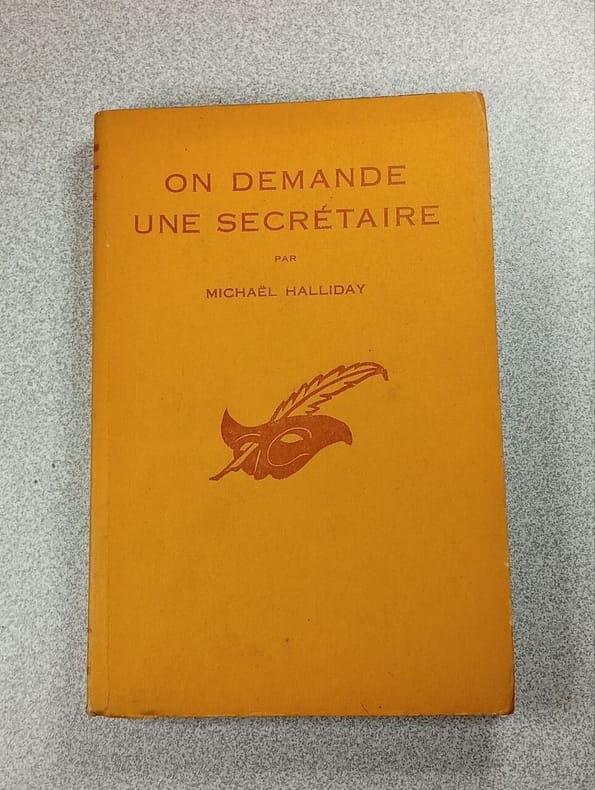 ON DEMANDE
UNE SECRÉTAIRE
PAR
MICHAËL HALLIDAY